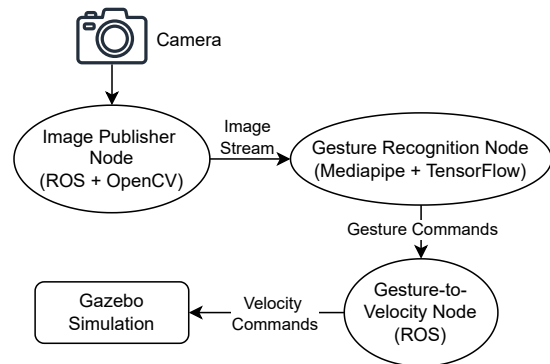 Camera
Image Publisher
Node
(ROS + OpenCV)
Image
Stream
Gesture Recognition Node
(Mediapipe + TensorFlow)
Gesture Commands
Gesture-to-
Velocity Node
(ROS)
Velocity
Commands
Gazebo
Simulation